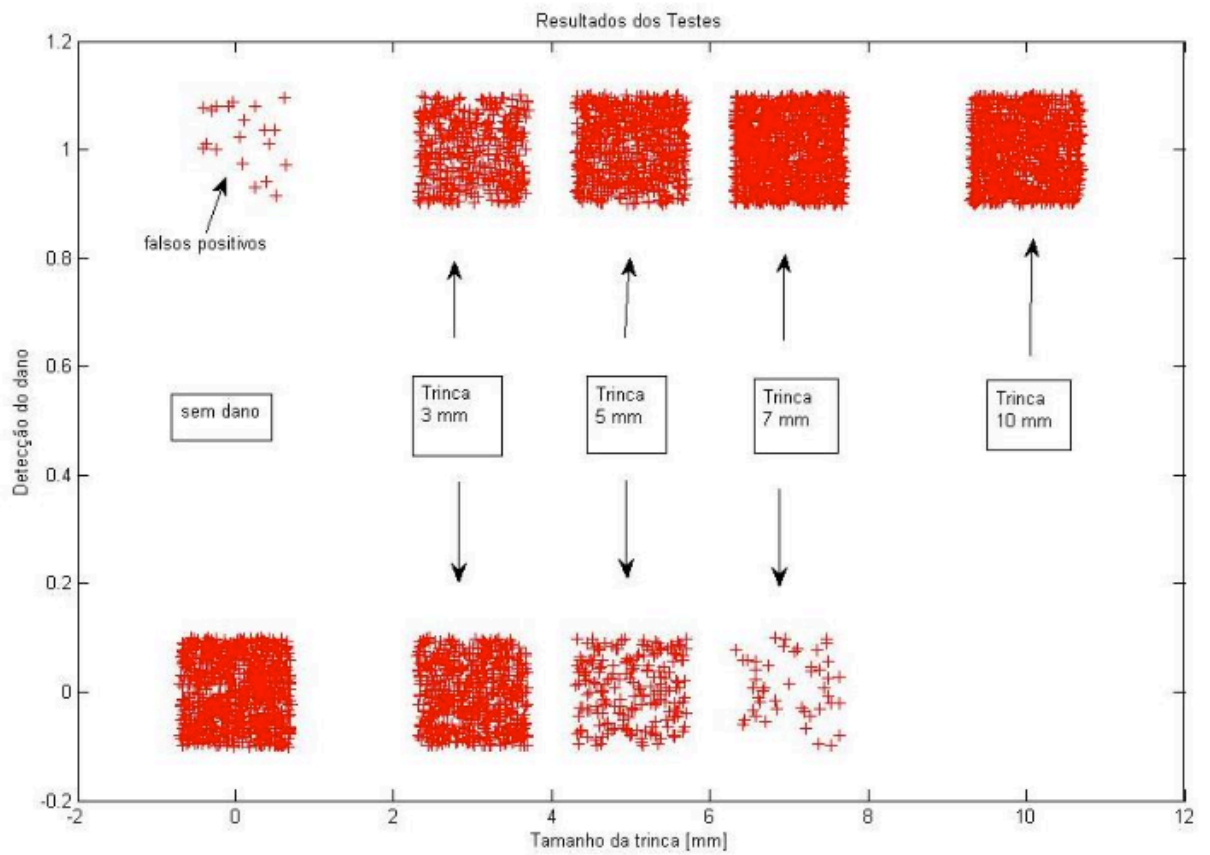 Resultados dos Testes
1.2
1
0.8
0.6
0.4
0.2
0
-0.2
Detecção do dano
falsos positivos
sem dano
Trinca
3 mm
Trinca
5 mm
Trinca
7 mm
Trinca
10 mm
-2
0
2
4
6
8
10
12
Tamanho da trinca [mm]